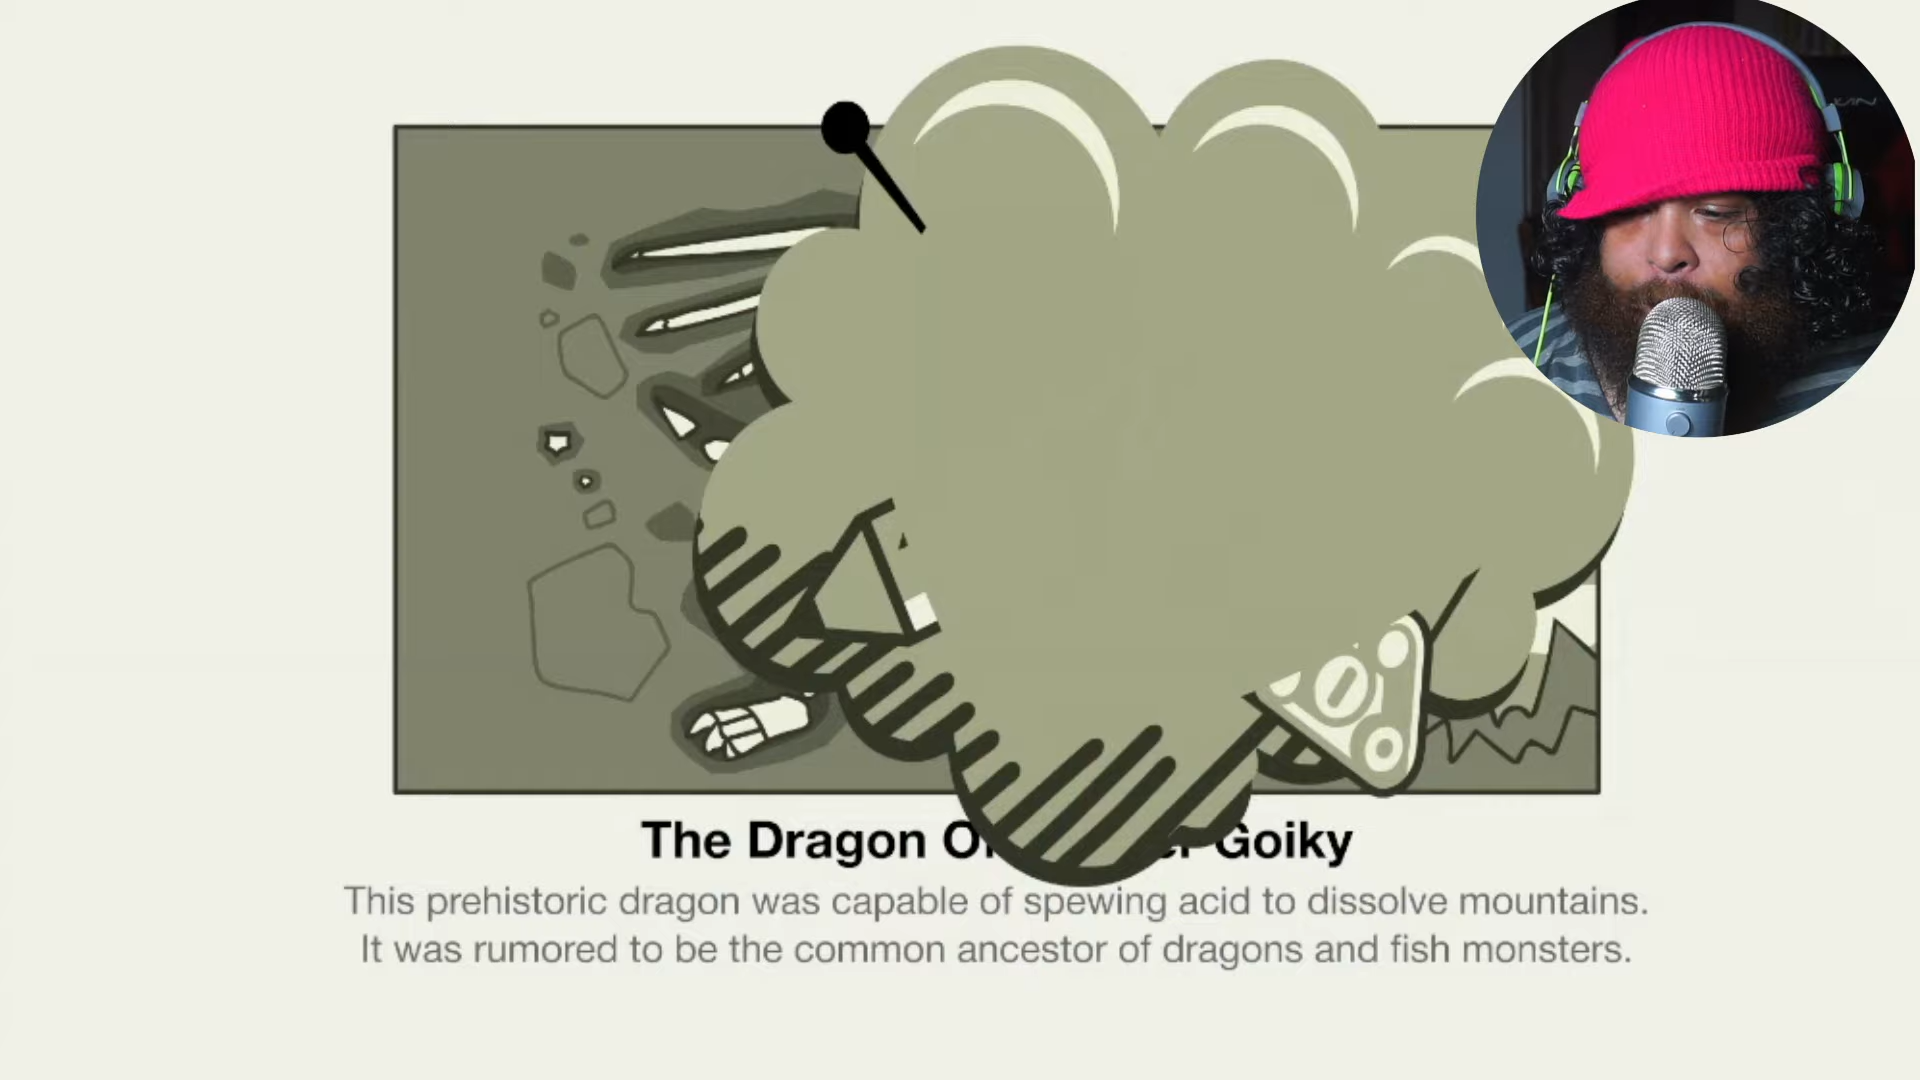 The Dragon O er Goiky
This prehistoric dragon was capable of spewing acid to dissolve mountains.
It was rumored to be the common ancestor of dragons and fish monsters.